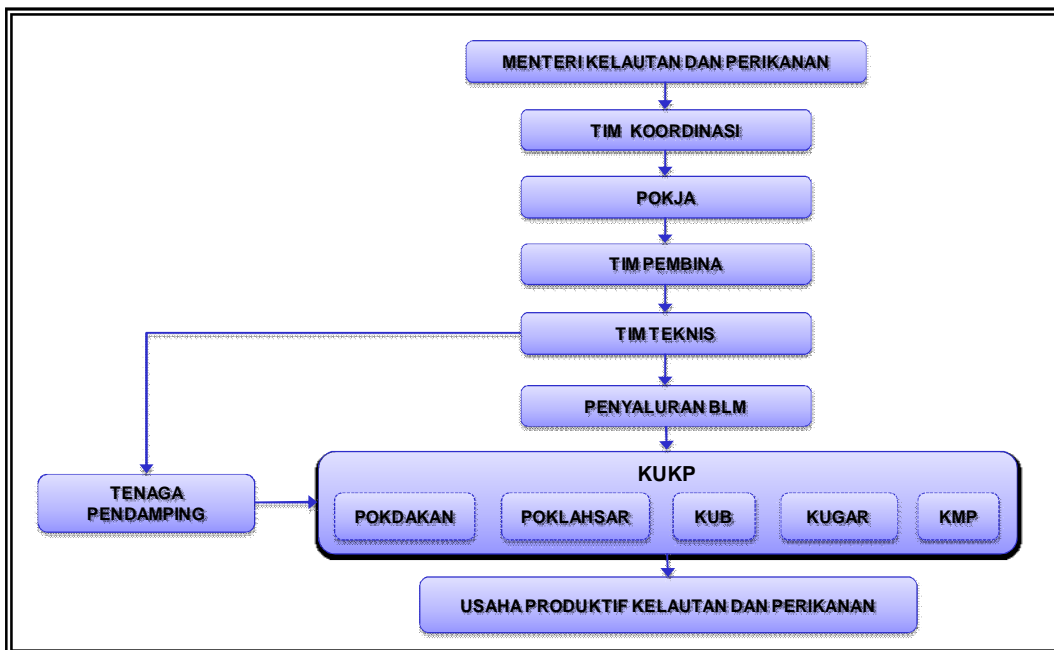 MENTERI KELAUTAN DAN PERIKANAN
TIM KOORDINASI
POKJA
TIM PEMBINA
TIM TEKNIS
PENYALURAN BLM
TENAGA
PENDAMPING
KUKP
POKDAKAN
POKLAHSAR
KUB
KUGAR
KMP
USAHA PRODUKTIF KELAUTAN DAN PERIKANAN